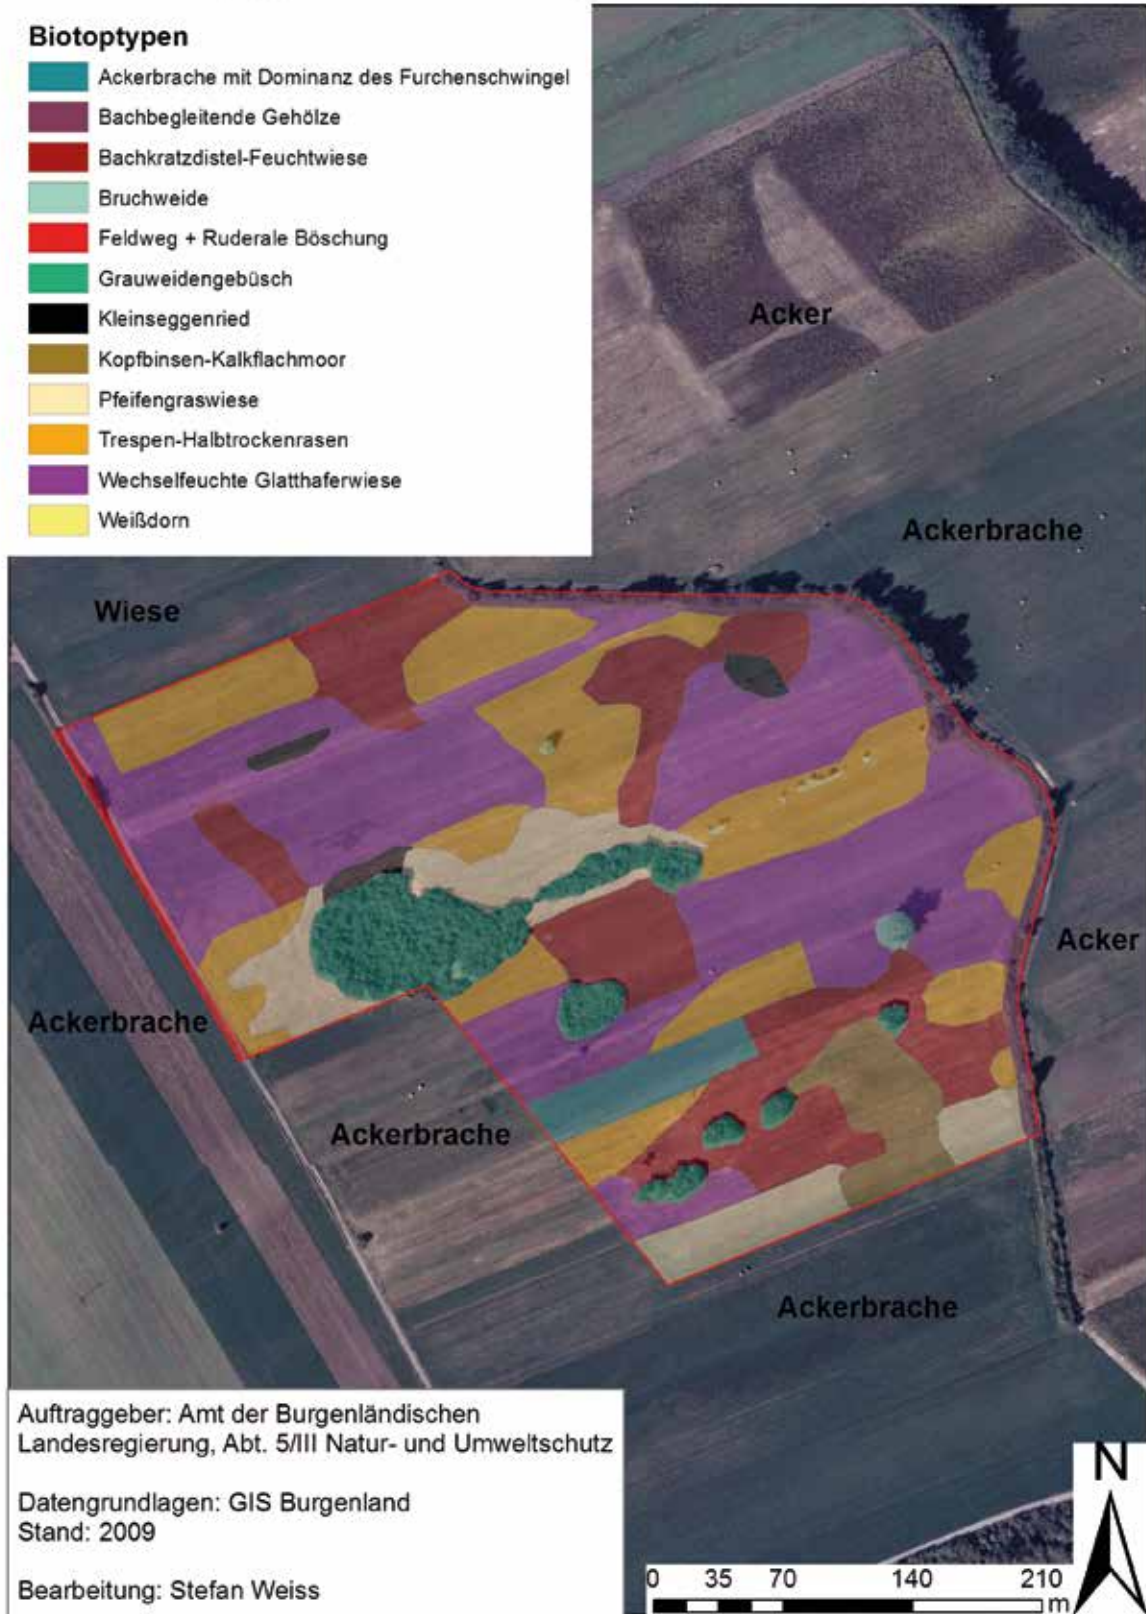 Biotoptypen
Ackerbrache mit Dominanz des Furchenschwingel
Bachbegleitende Gehölze
Bachkratzdistel-Feuchtwiese
Bruchweide
Feldweg + Ruderale Böschung
Grauweidengebüsch
Kleinseggenried
Kopfbinsen-Kalkflachmoor
Pfeifengraswiese
Trespen-Halbtrockenrasen
Wechselfeuchte Glatthaferwiese
Weißdorn
Acker
Ackerbrache
Wiese
Acker
Ackerbrache
Ackerbrache
Ackerbrache
Auftraggeber: Amt der Burgenländischen
Landesregierung, Abt. 5/III Natur- und Umweltschutz
Datengrundlagen: GIS Burgenland
Stand: 2009
Bearbeitung: Stefan Weiss
N
0 35 70 140 210
m